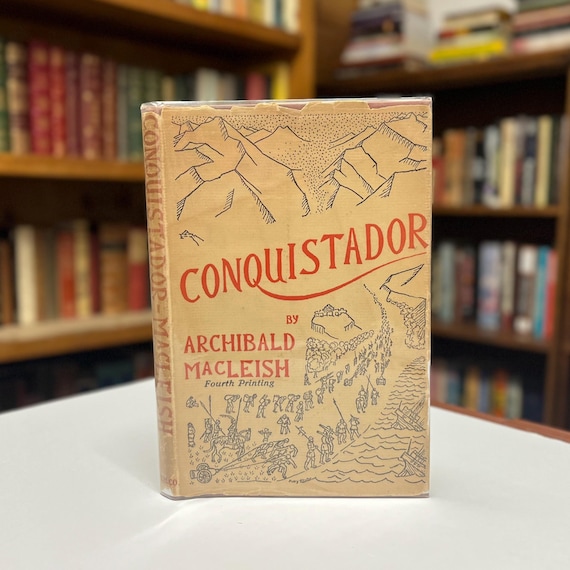 CONQUISTADOR-MACLEISH
CONQUISTADOR
BY
ARCHIBALD
MACLEISH
Fourth Printing